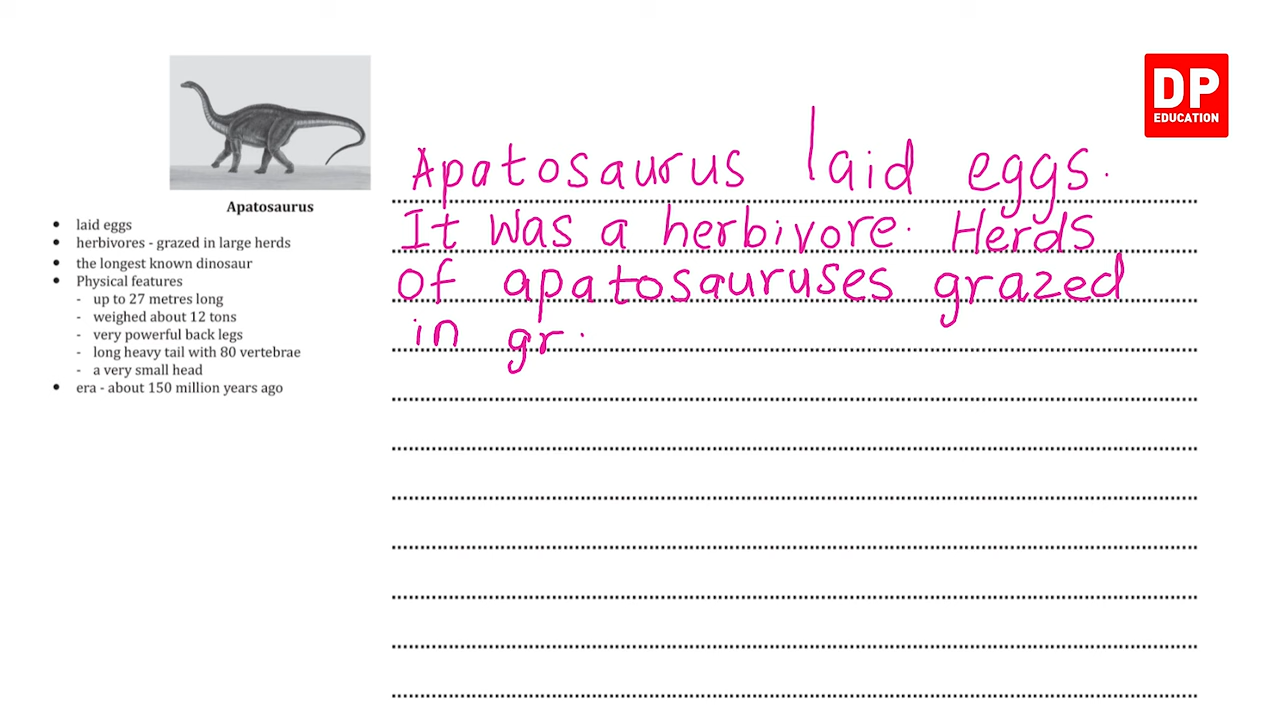 DP
EDUCATION
Apatosaurus
laid eggs
herbivores - grazed in large herds
the longest known dinosaur
Physical features
- up to 27 metres long
- weighed about 12 tons
- very powerful back legs
- long heavy tail with 80 vertebrae
- a very small head
era - about 150 million years ago
Apatosaurus laid eggs.
It was a herbivore. Herds
of apatosauruses grazed
in gr